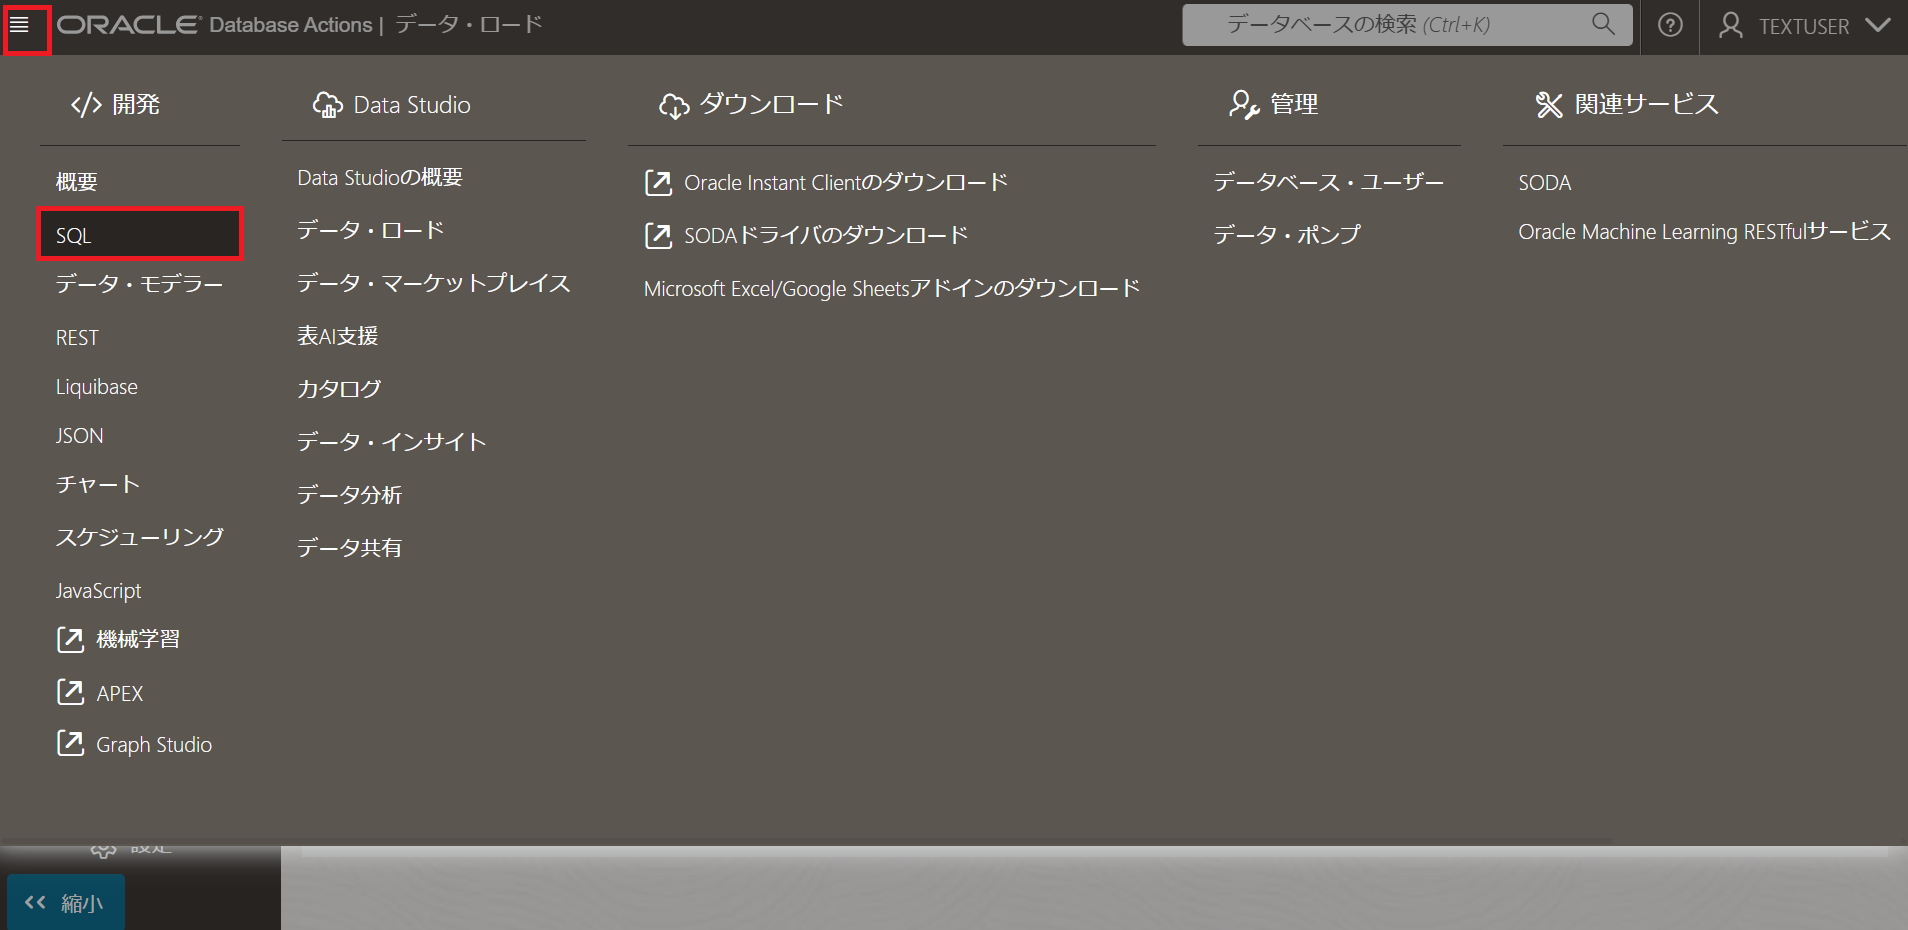 ORACLE Database Actions | データ・ロード
データベースの検索 (Ctrl+K)
TEXTUSER
開発
概要
SQL
データ・モデラー
REST
Liquibase
JSON
チャート
スケジューリング
JavaScript
機械学習
APEX
Graph Studio
Data Studio
Data Studioの概要
データ・ロード
データ・マーケットプレイス
表AI支援
カタログ
データ・インサイト
データ分析
データ共有
ダウンロード
Oracle Instant Clientのダウンロード
SODAドライバのダウンロード
Microsoft Excel/Google Sheetsアドインのダウンロード
管理
データベース・ユーザー
データ・ポンプ
関連サービス
SODA
Oracle Machine Learning RESTfulサービス
設定
縮小